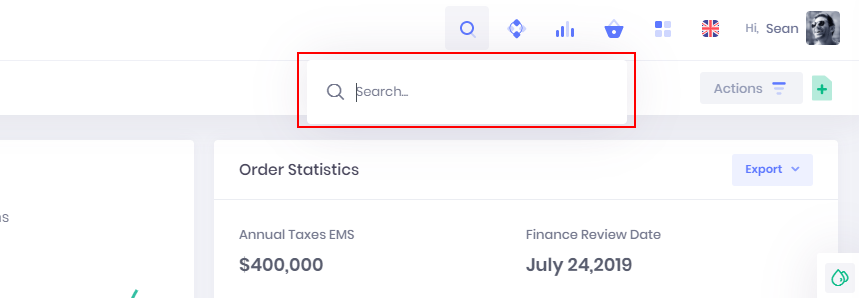 Hi, Sean
Search...
Actions
Order Statistics
Export
Annual Taxes EMS
Finance Review Date
$400,000
July 24,2019